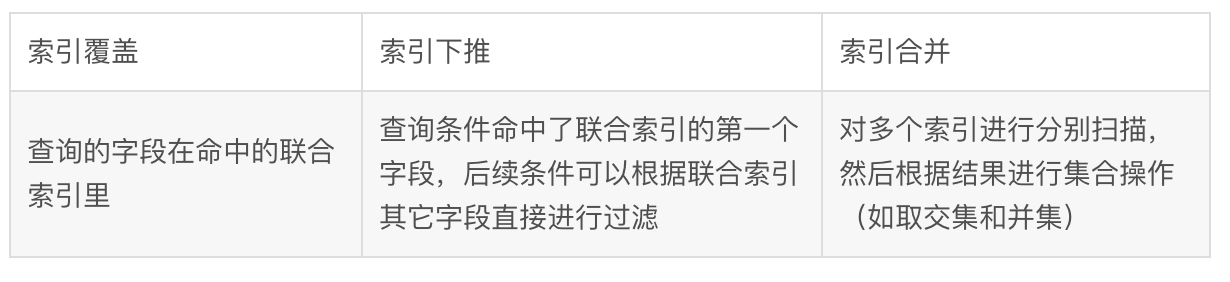 索引覆盖
索引下推
索引合并
查询的字段在命中的联合
索引里
查询条件命中了联合索引的第一个
字段，后续条件可以根据联合索引
其它字段直接进行过滤
对多个索引进行分别扫描，
然后根据结果进行集合操作
（如取交集和并集）